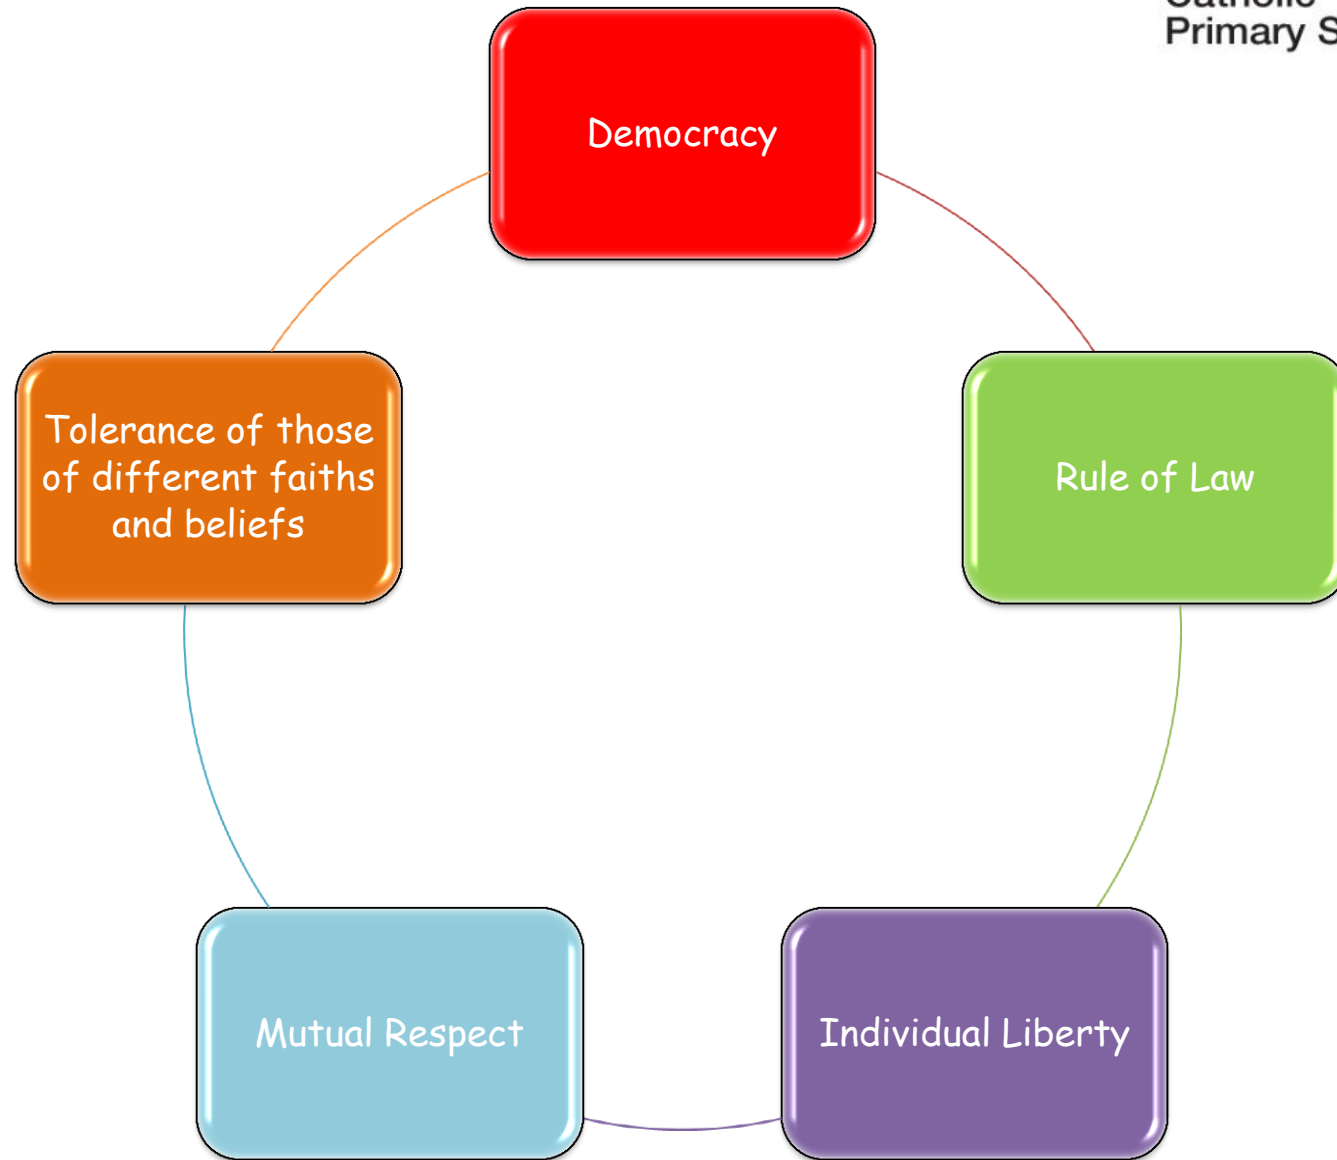 Primary S
Democracy
Tolerance of those
of different faiths
and beliefs
Rule of Law
Mutual Respect
Individual Liberty